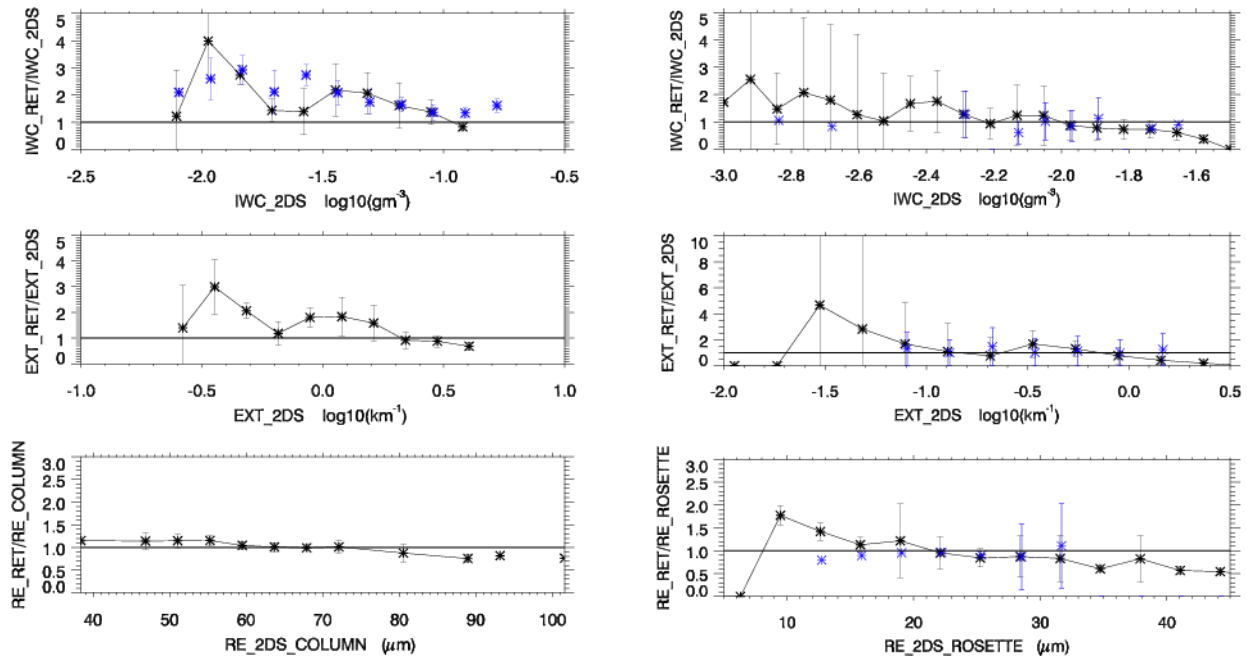 IWC_RET/IWC_2DS
5
4
3
2
1
0
-2.5 -2.0 -1.5 -1.0 -0.5
IWC_2DS log10(gm⁻³)
IWC_RET/IWC_2DS
5
4
3
2
1
0
-3.0 -2.8 -2.6 -2.4 -2.2 -2.0 -1.8 -1.6
IWC_2DS log10(gm⁻³)
EXT_RET/EXT_2DS
5
4
3
2
1
0
-1.0 -0.5 0.0 0.5 1.0
EXT_2DS log10(km⁻¹)
EXT_RET/EXT_2DS
10
8
6
4
2
0
-2.0 -1.5 -1.0 -0.5 0.0 0.5
EXT_2DS log10(km⁻¹)
RE_RET/RE_COLUMN
3.0
2.5
2.0
1.5
1.0
0.5
0.0
40 50 60 70 80 90 100
RE_2DS_COLUMN (μm)
RE_RET/RE_ROSETTE
3.0
2.5
2.0
1.5
1.0
0.5
0.0
10 20 30 40
RE_2DS_ROSETTE (μm)